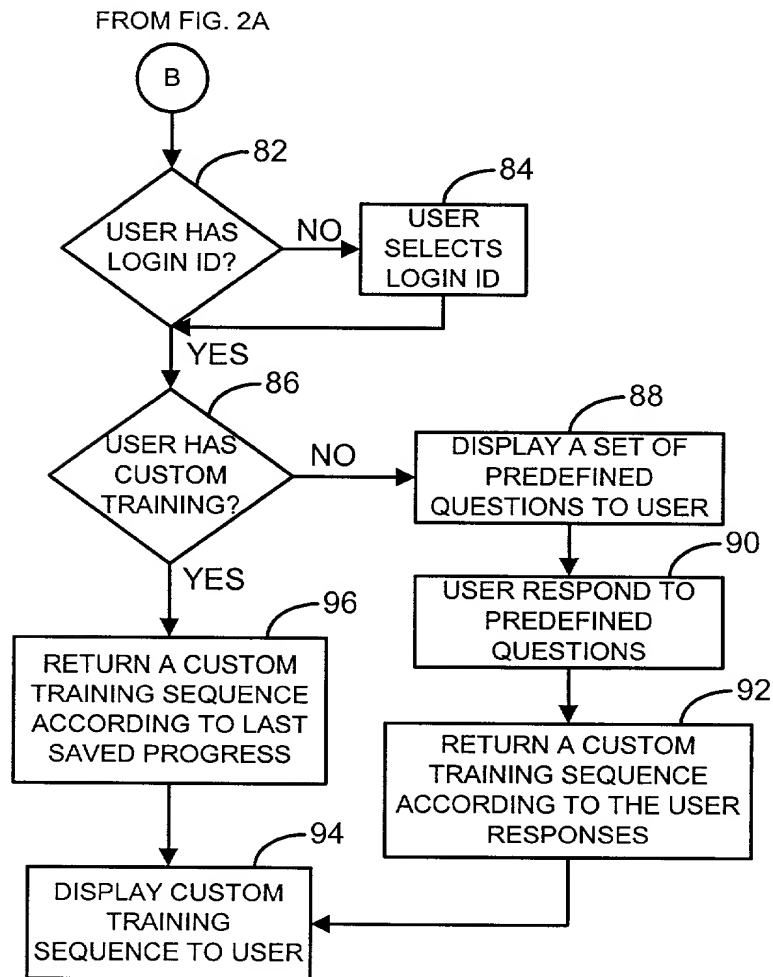 FROM FIG. 2A
B
82
USER HAS
LOGIN ID?
NO
84
USER
SELECTS
LOGIN ID
YES
86
USER HAS
CUSTOM
TRAINING?
NO
88
DISPLAY A SET OF
PREDEFINED
QUESTIONS TO USER
90
USER RESPOND TO
PREDEFINED
QUESTIONS
YES
96
RETURN A CUSTOM
TRAINING SEQUENCE
ACCORDING TO LAST
SAVED PROGRESS
92
RETURN A CUSTOM
TRAINING SEQUENCE
ACCORDING TO THE USER
RESPONSES
94
DISPLAY CUSTOM
TRAINING
SEQUENCE TO USER